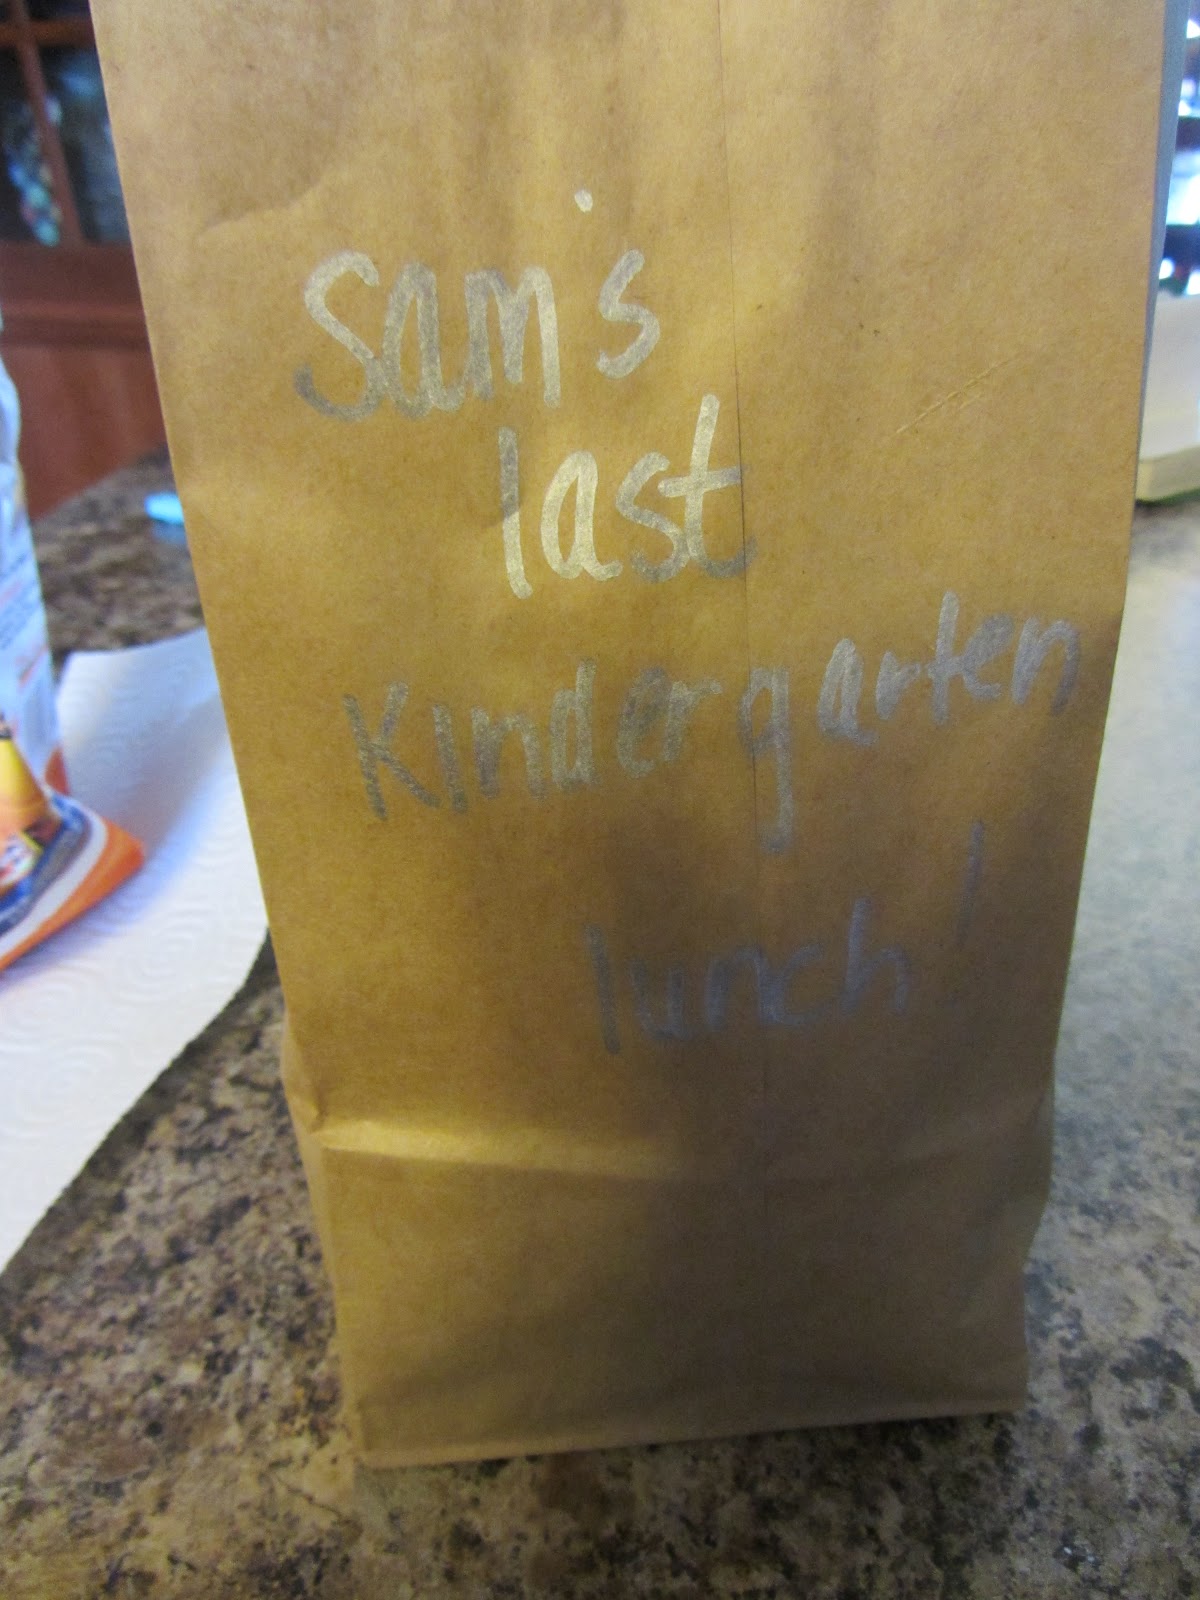 Sam's
last
Kindergarten
lunch!